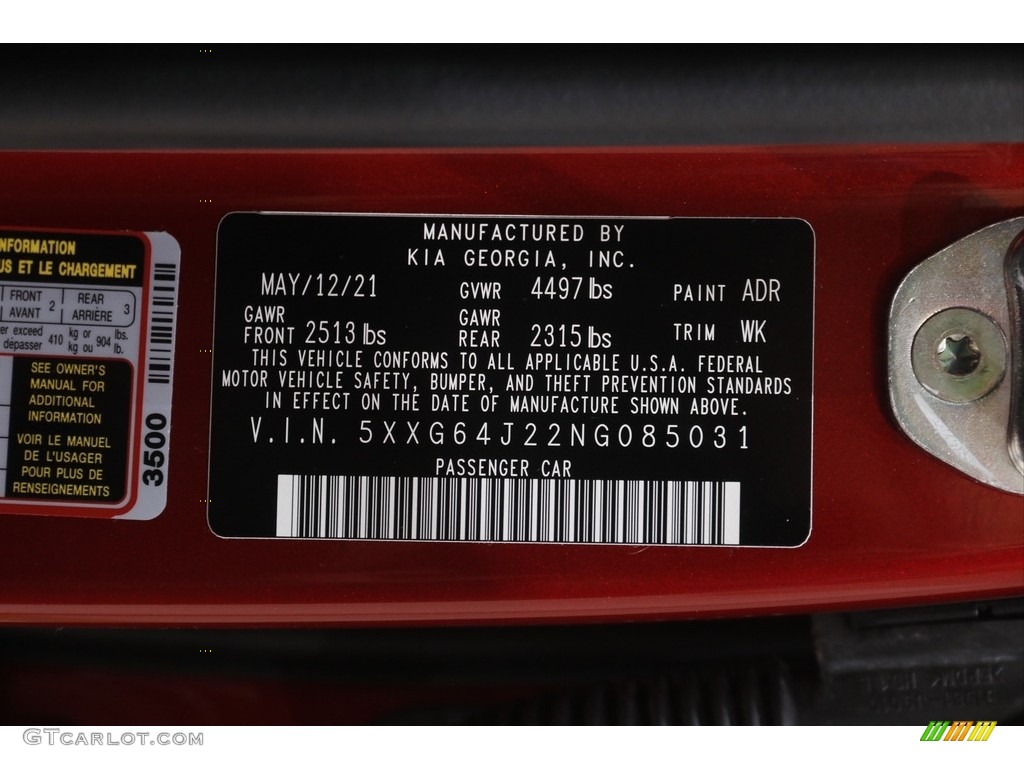 NFORMATION
US ET LE CHARGEMENT
FRONT
AVANT 2
REAR
ARRIÈRE 3
er exceed 410 kg or 904 lbs.
dépasser kg ou lb.
SEE OWNER'S
MANUAL FOR
ADDITIONAL
INFORMATION
VOIR LE MANUEL
DE L'USAGER
POUR PLUS DE
RENSEIGNEMENTS
3500
MANUFACTURED BY
KIA GEORGIA, INC.
MAY/12/21 GVWR 4497 lbs PAINT ADR
GAWR
FRONT 2513 lbs
GAWR
REAR 2315 lbs TRIM WK
THIS VEHICLE CONFORMS TO ALL APPLICABLE U.S.A. FEDERAL
MOTOR VEHICLE SAFETY, BUMPER, AND THEFT PREVENTION STANDARDS
IN EFFECT ON THE DATE OF MANUFACTURE SHOWN ABOVE.
V.I.N. 5XXG64J22NG085031
PASSENGER CAR
GTcarlot.com